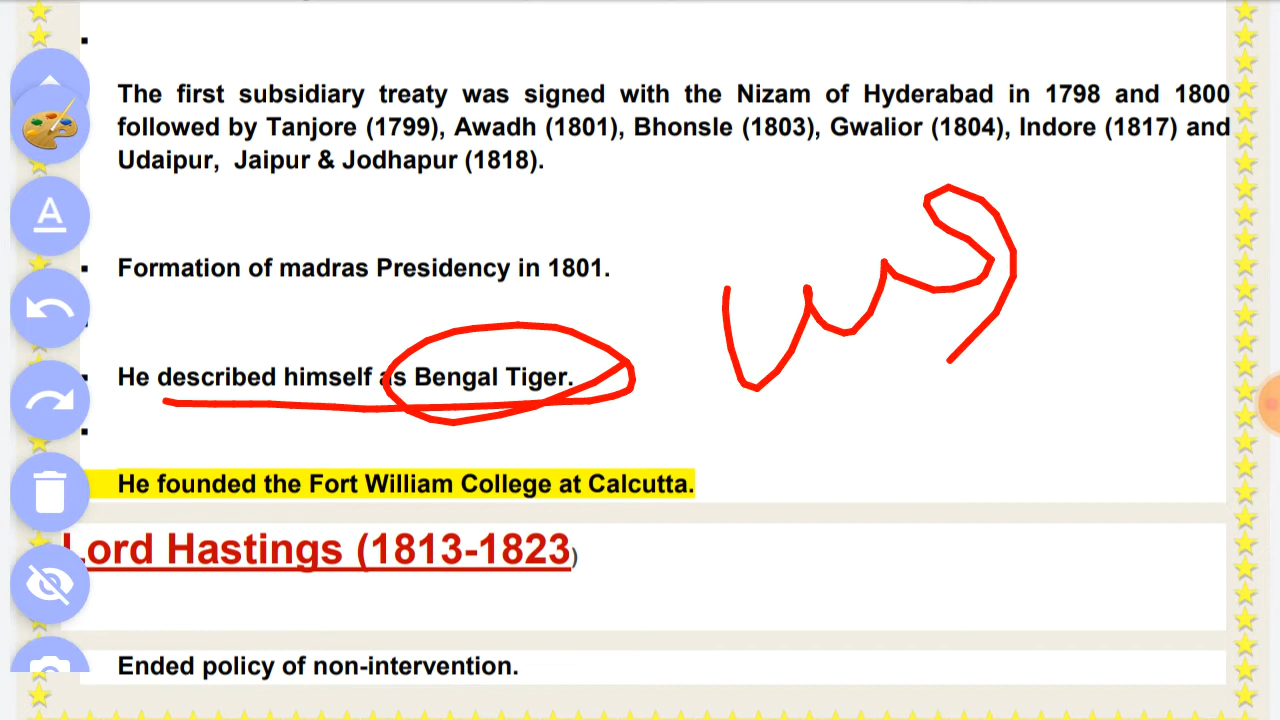 The first subsidiary treaty was signed with the Nizam of Hyderabad in 1798 and 1800
followed by Tanjore (1799), Awadh (1801), Bhonsle (1803), Gwalior (1804), Indore (1817) and
Udaipur, Jaipur & Jodhapur (1818).
Formation of madras Presidency in 1801.
He described himself as Bengal Tiger.
He founded the Fort William College at Calcutta.
Lord Hastings (1813-1823)
Ended policy of non-intervention.